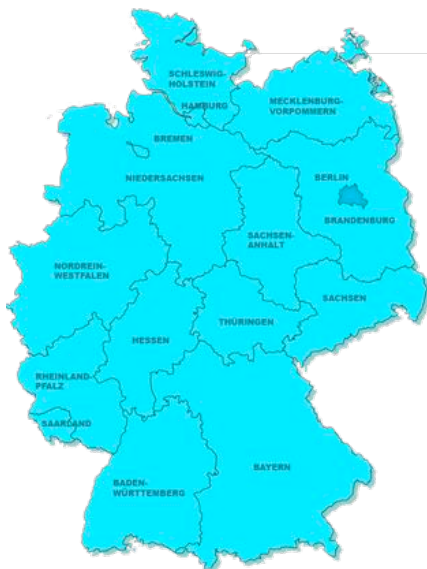 SCHLESWIG-
HOLSTEIN
HAMBURG
MECKLENBURG-
VORPOMMERN
BREMEN
NIEDERSACHSEN
BERLIN
BRANDENBURG
SACHSEN-
ANHALT
NORDREIN-
WESTFALEN
SACHSEN
THÜRINGEN
HESSEN
RHEINLAND-
PFALZ
SAARLAND
BAYERN
BADEN-
WÜRTTEMBERG